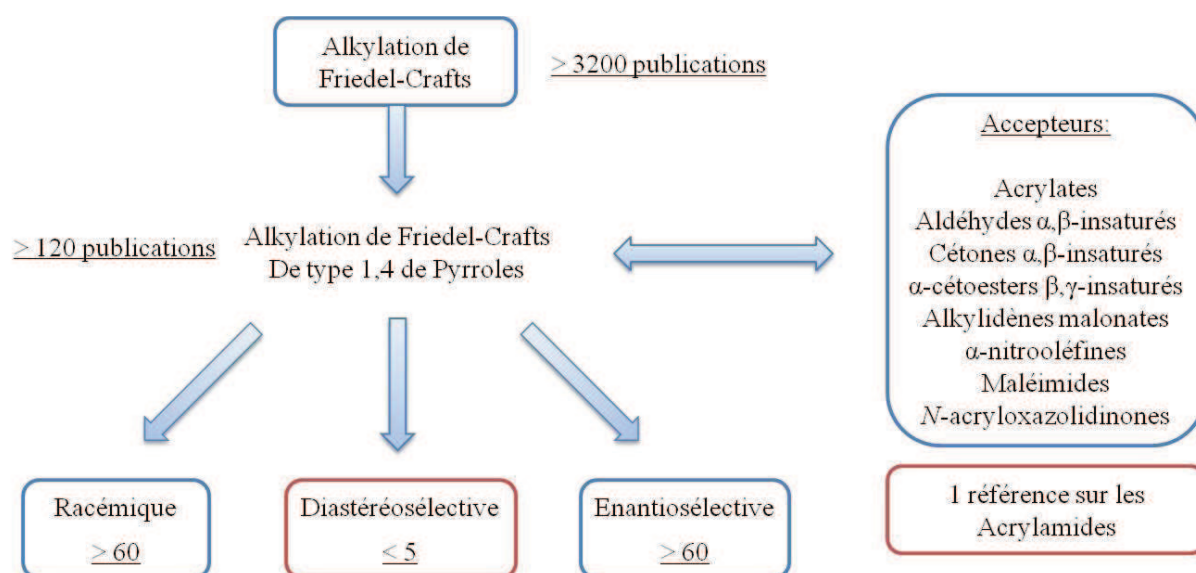 Alkylation de
Friedel-Crafts
> 3200 publications
> 120 publications
Alkylation de Friedel-Crafts
De type 1,4 de Pyrroles
Racémique
> 60
Diastéréosélective
< 5
Enantiosélective
> 60
Accepteurs:
Acrylates
Aldéhydes α,β-insaturés
Cétones α,β-insaturés
α-cétoesters β,γ-insaturés
Alkylidènes malonates
α-nitrooléfines
Maléimides
N-acryloxazolidinones
1 référence sur les
Acrylamides